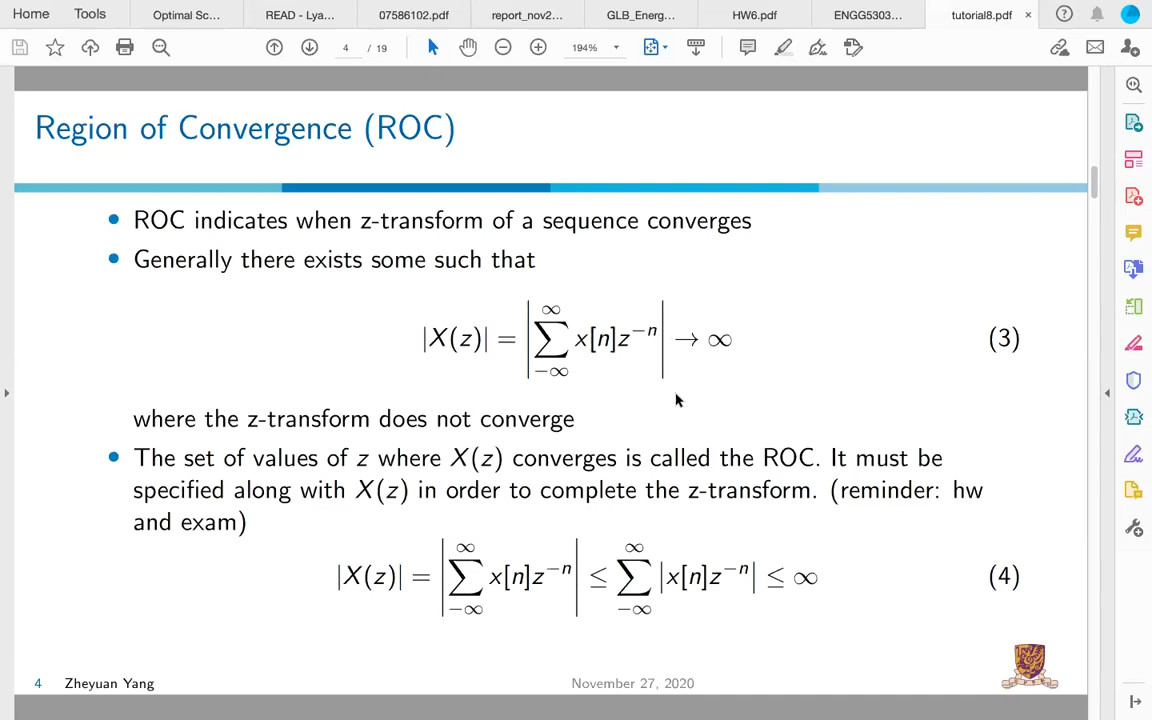 Home Tools Optimal Sc... READ - Lya... 07586102.pdf report_nov2... GLB_Energ... HW6.pdf ENGG5303... tutorial8.pdf ×
4 / 19 194%
Region of Convergence (ROC)
• ROC indicates when z-transform of a sequence converges
• Generally there exists some such that
|X(z)| = |∑_{-∞}^{∞} x[n]z^{-n}| → ∞ (3)
where the z-transform does not converge
• The set of values of z where X(z) converges is called the ROC. It must be
specified along with X(z) in order to complete the z-transform. (reminder: hw
and exam)
|X(z)| = |∑_{-∞}^{∞} x[n]z^{-n}| ≤ ∑_{-∞}^{∞} |x[n]z^{-n}| ≤ ∞ (4)
4 Zheyuan Yang November 27, 2020